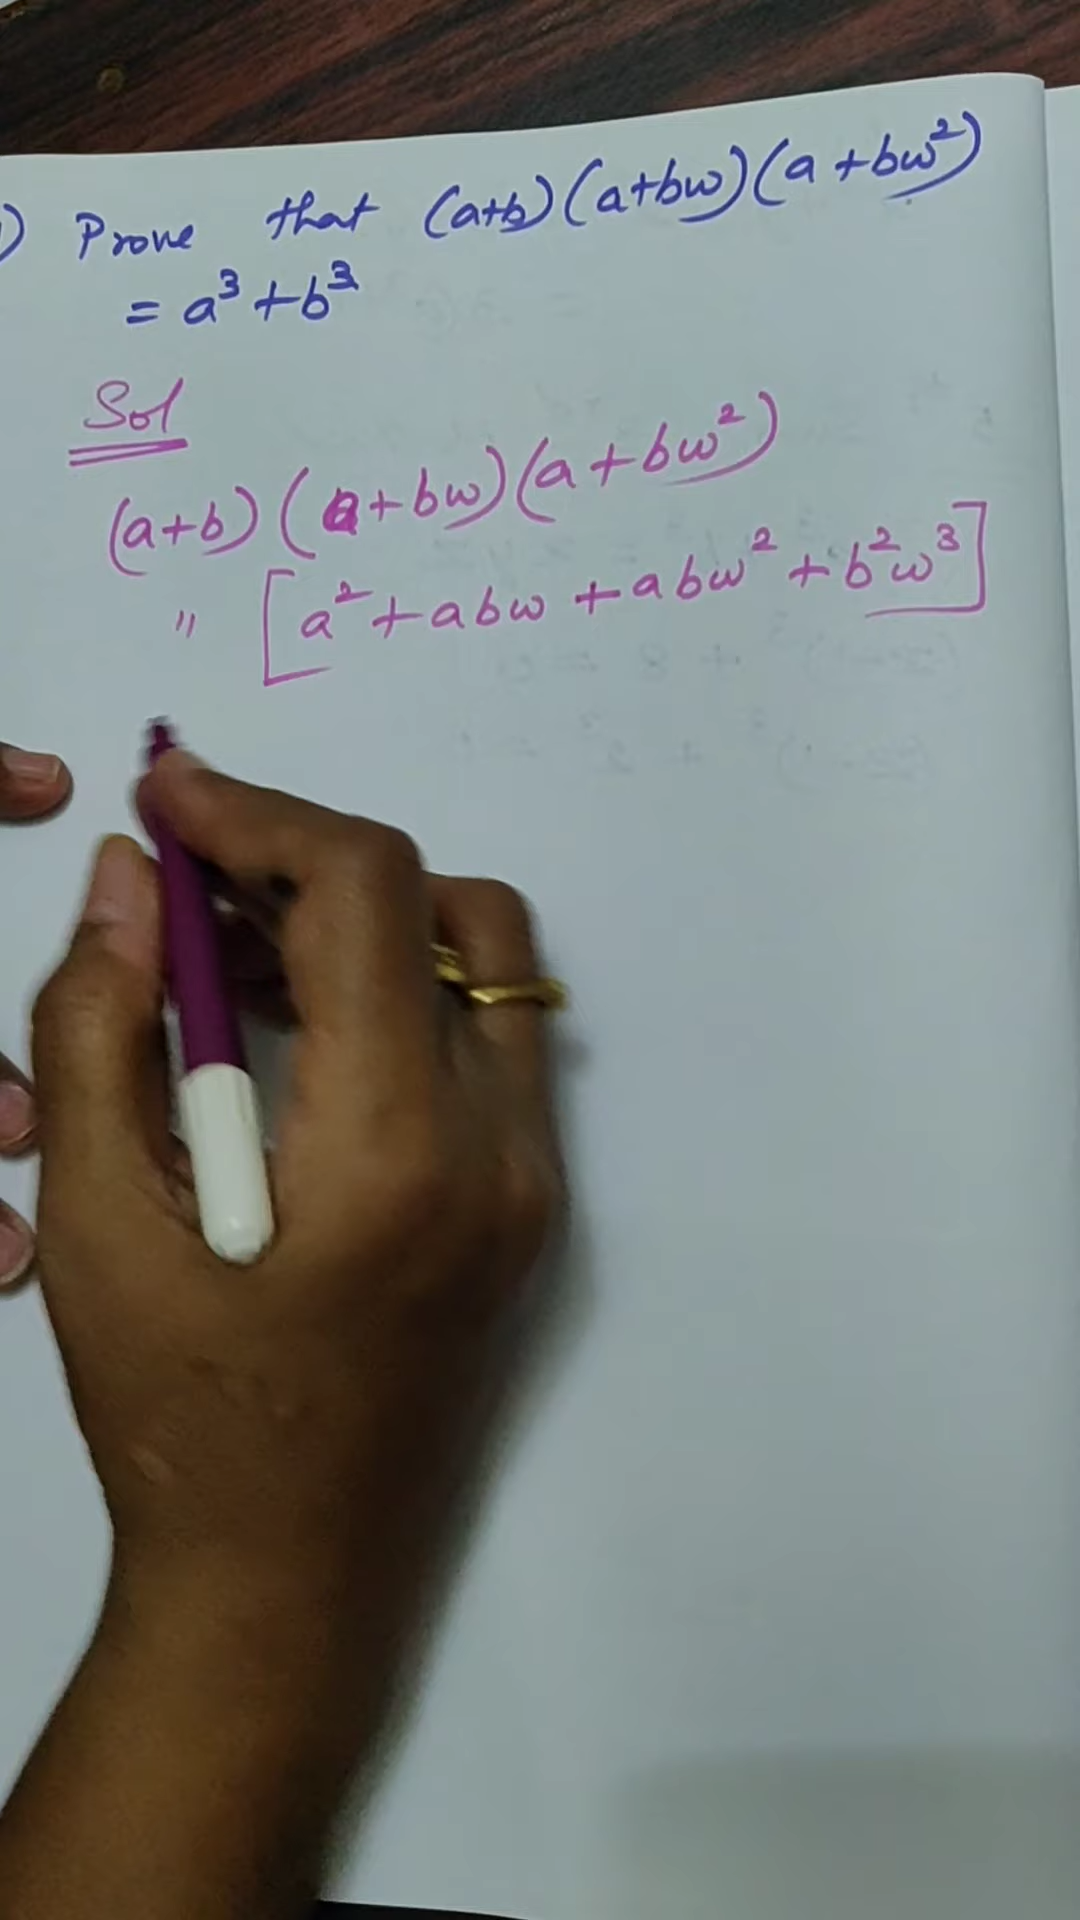 ) Prove that (a+b)(a+bω)(a+bω²)
= a³+b³
Sol
(a+b)(a+bω)(a+bω²)
" [a²+abω+abω²+b²ω³]